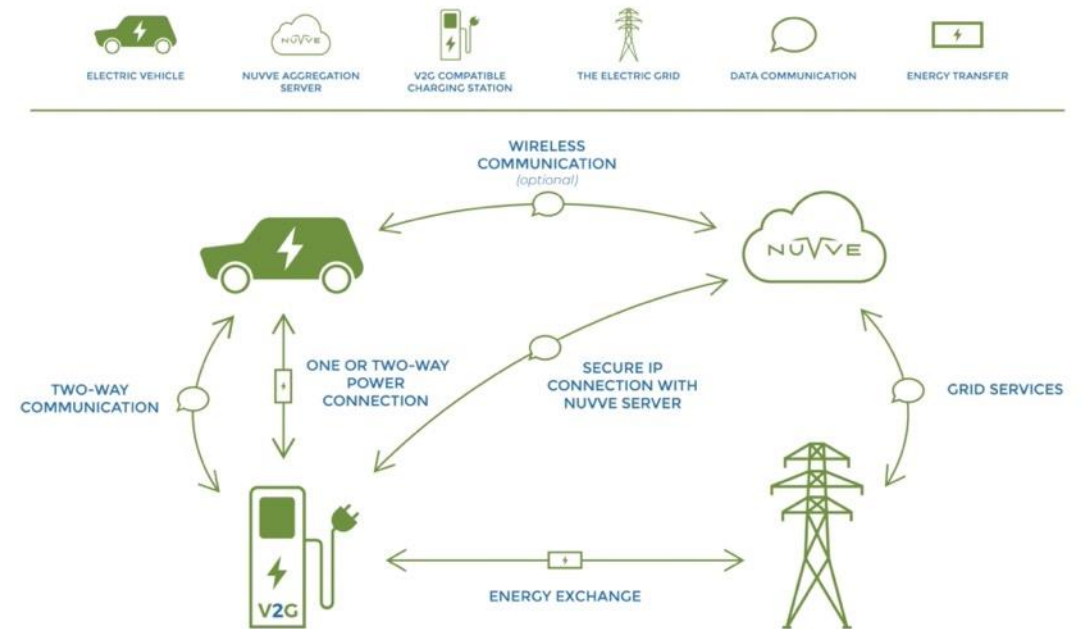 NUVVE
ELECTRIC VEHICLE
NUVVE AGGREGATION
SERVER
V2G COMPATIBLE
CHARGING STATION
THE ELECTRIC GRID
DATA COMMUNICATION
ENERGY TRANSFER
WIRELESS
COMMUNICATION
(optional)
NUVVE
TWO-WAY
COMMUNICATION
ONE OR TWO-WAY
POWER
CONNECTION
SECURE IP
CONNECTION WITH
NUVVE SERVER
GRID SERVICES
V2G
ENERGY EXCHANGE